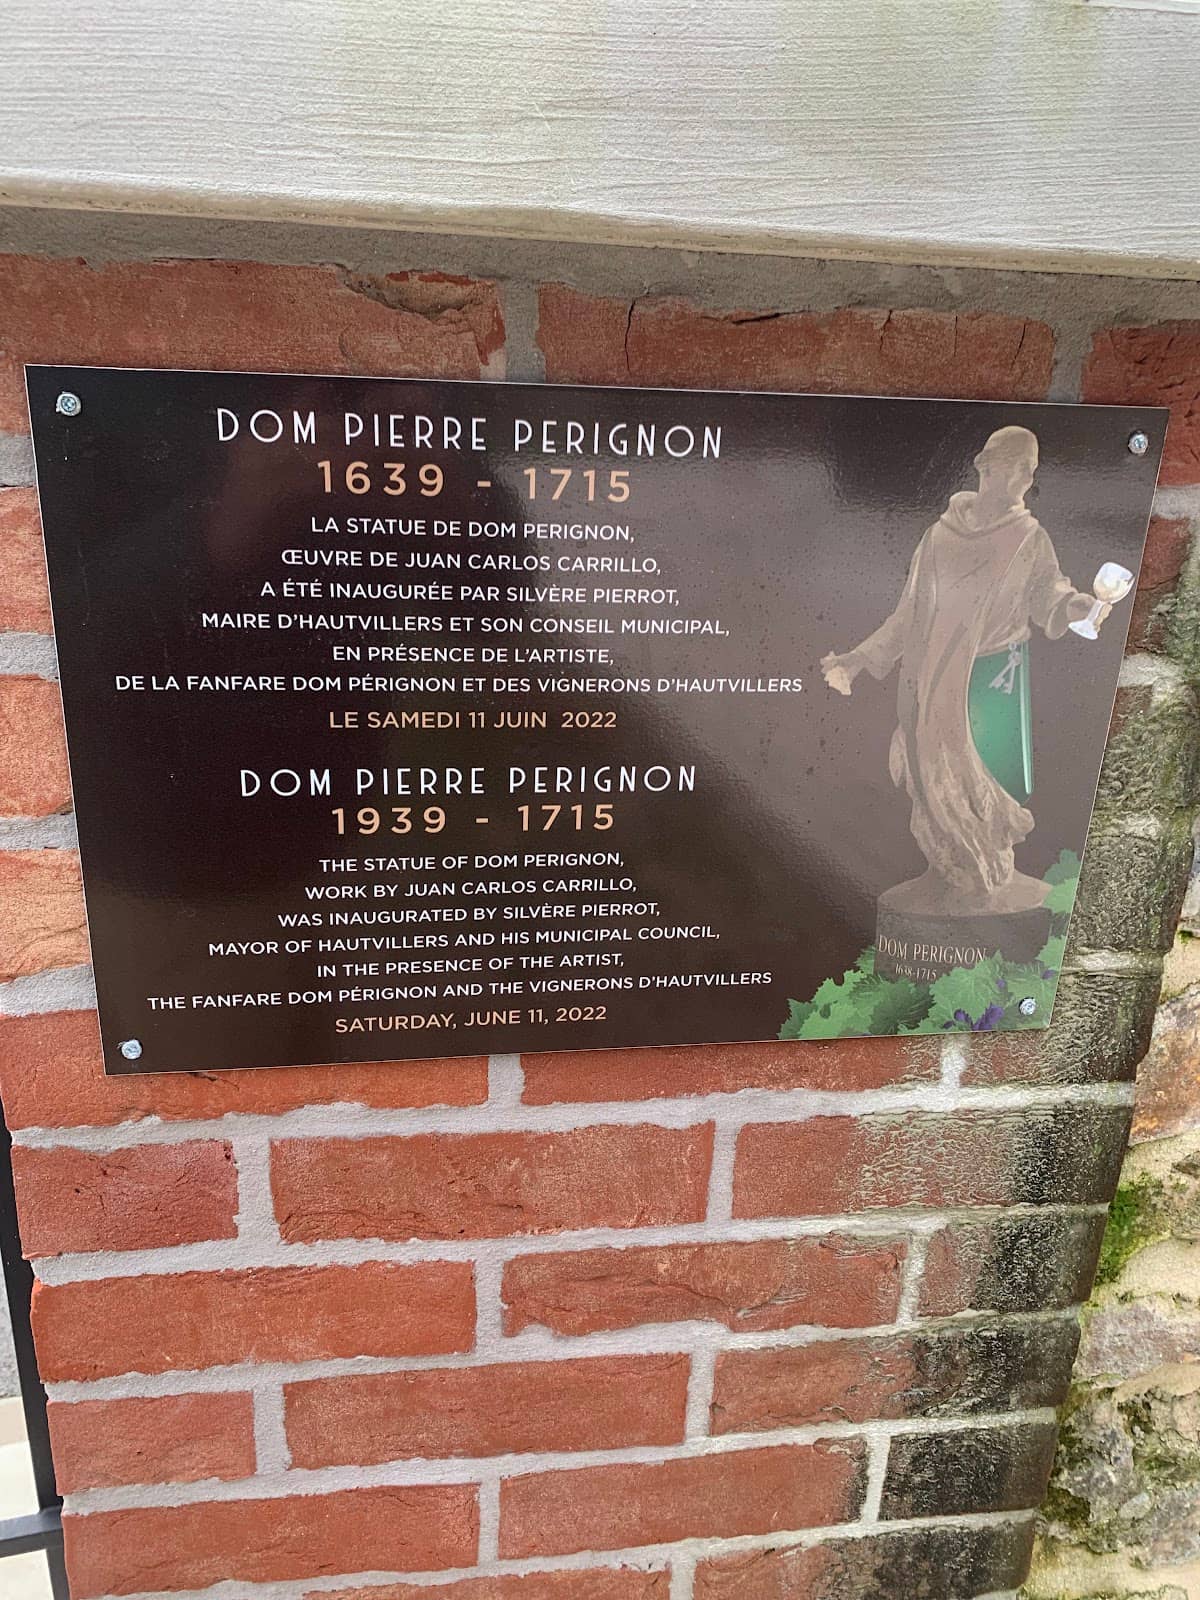 DOM PIERRE PERIGNON
1639 - 1715
LA STATUE DE DOM PERIGNON,
ŒUVRE DE JUAN CARLOS CARRILLO,
A ÉTÉ INAUGURÉE PAR SILVÈRE PIERROT,
MAIRE D'HAUTVILLERS ET SON CONSEIL MUNICIPAL,
EN PRÉSENCE DE L'ARTISTE,
DE LA FANFARE DOM PÉRIGNON ET DES VIGNERONS D'HAUTVILLERS
LE SAMEDI 11 JUIN 2022
DOM PIERRE PERIGNON
1939 - 1715
THE STATUE OF DOM PERIGNON,
WORK BY JUAN CARLOS CARRILLO,
WAS INAUGURATED BY SILVÈRE PIERROT,
MAYOR OF HAUTVILLERS AND HIS MUNICIPAL COUNCIL,
IN THE PRESENCE OF THE ARTIST,
THE FANFARE DOM PÉRIGNON AND THE VIGNERONS D'HAUTVILLERS
SATURDAY, JUNE 11, 2022
DOM PERIGNON
1638-1715